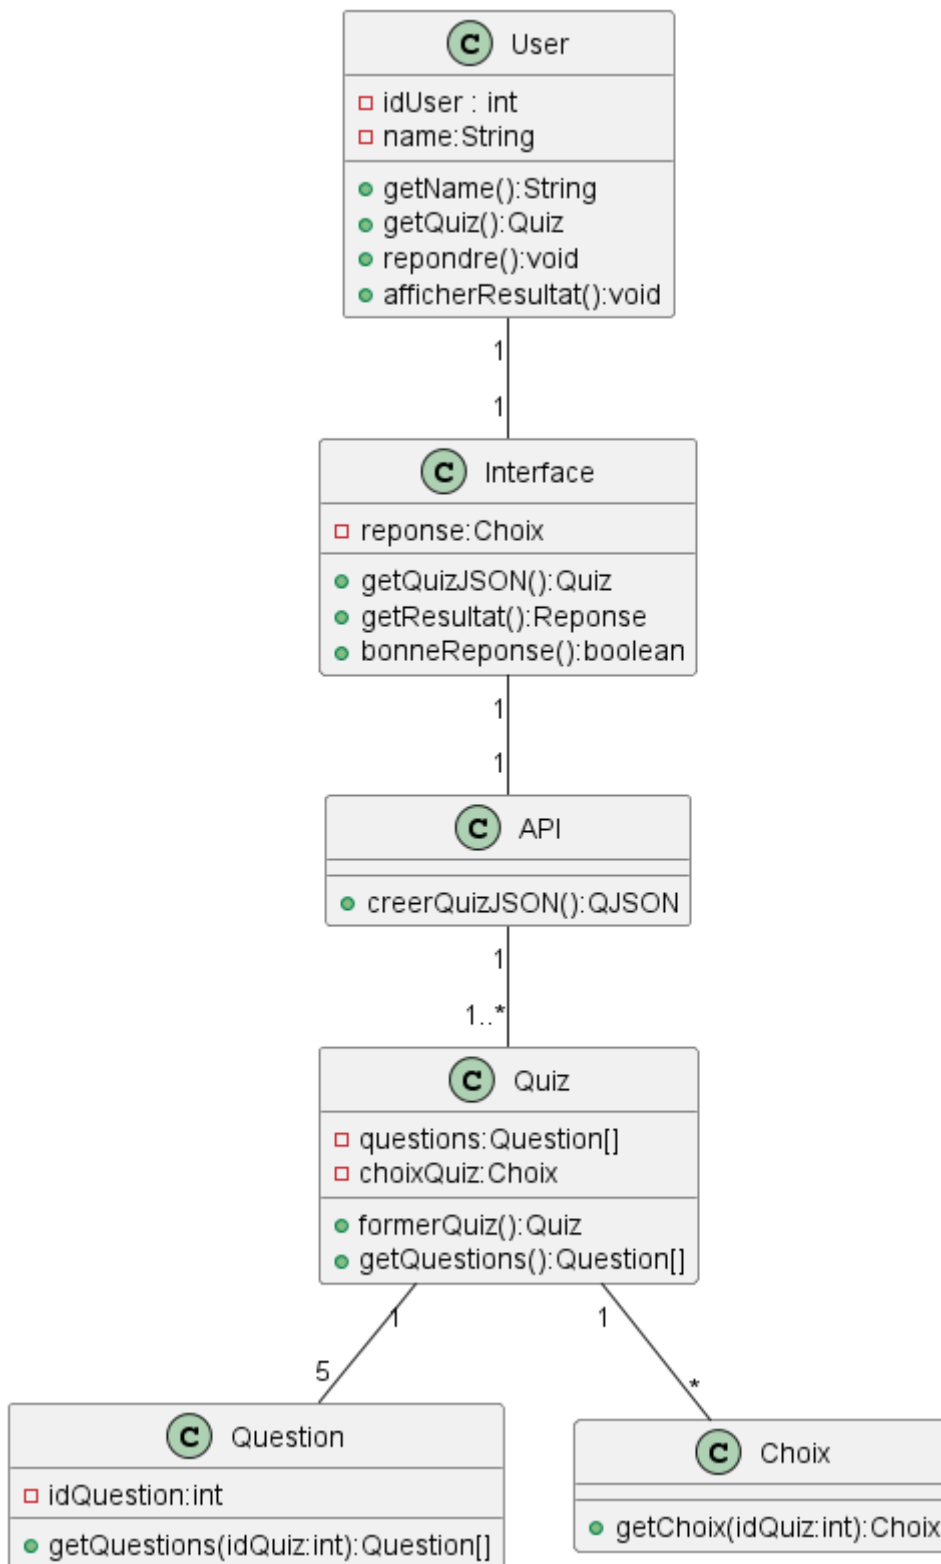 C User
idUser : int
name:String
getName():String
getQuiz():Quiz
repondre():void
afficherResultat():void
1
1
C Interface
reponse:Choix
getQuizJSON():Quiz
getResultat():Reponse
bonneReponse():boolean
1
1
C API
creerQuizJSON():QJSON
1
1..*
C Quiz
questions:Question[]
choixQuiz:Choix
formerQuiz():Quiz
getQuestions():Question[]
1 1
5 *
C Question
idQuestion:int
getQuestions(idQuiz:int):Question[]
C Choix
getChoix(idQuiz:int):Choix